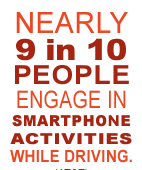 NEARLY
9 in 10
PEOPLE
ENGAGE IN
SMARTPHONE
ACTIVITIES
WHILE DRIVING.